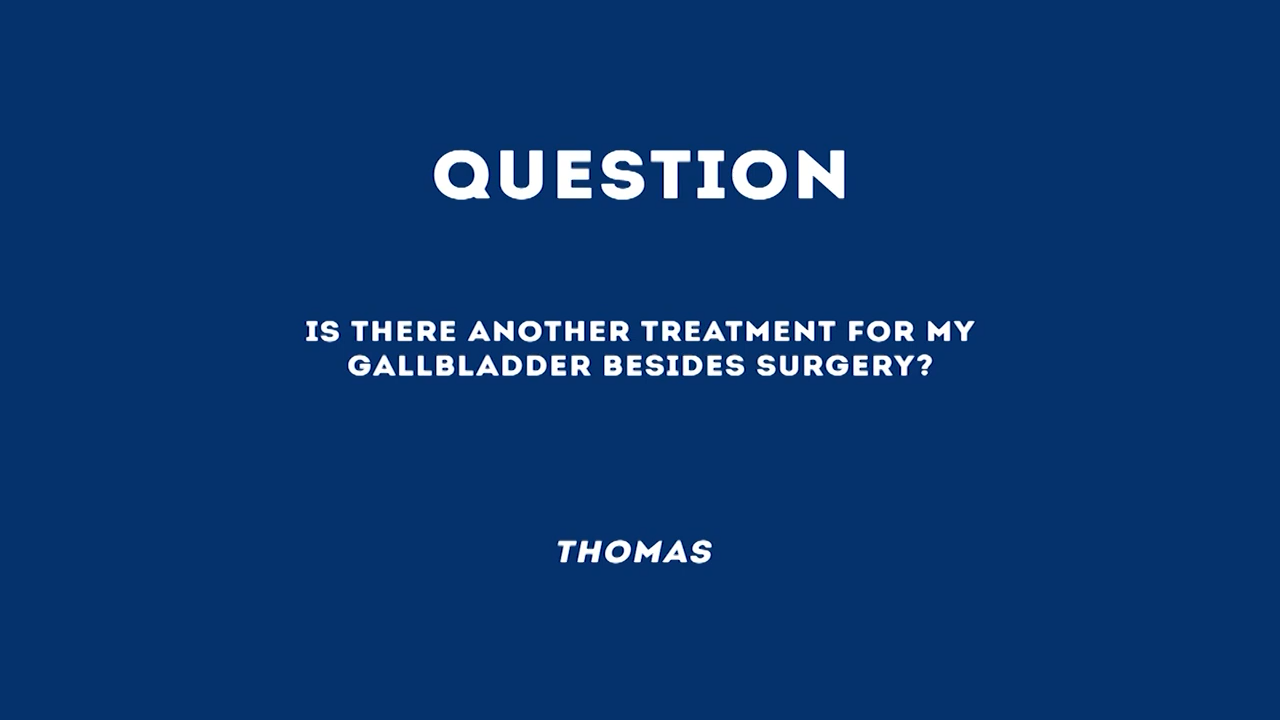 QUESTION
IS THERE ANOTHER TREATMENT FOR MY
GALLBLADDER BESIDES SURGERY?
THOMAS